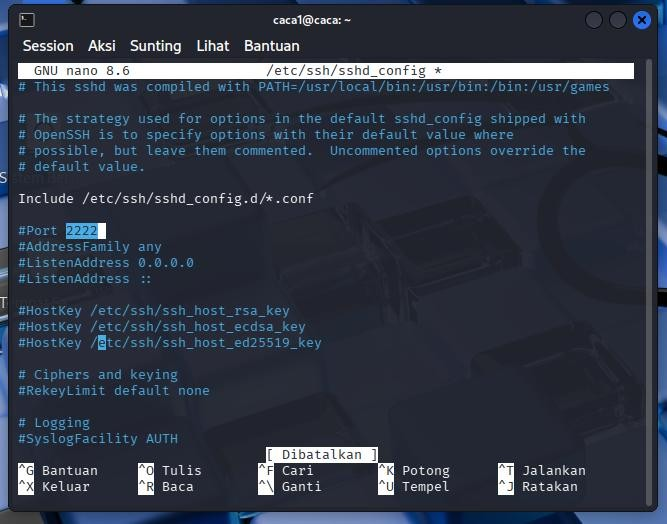 caca1@caca: ~
Session Aksi Sunting Lihat Bantuan
GNU nano 8.6 /etc/ssh/sshd_config *
# This sshd was compiled with PATH=/usr/local/bin:/usr/bin:/bin:/usr/games
# The strategy used for options in the default sshd_config shipped with
# OpenSSH is to specify options with their default value where
# possible, but leave them commented.  Uncommented options override the
# default value.
Include /etc/ssh/sshd_config.d/*.conf
#Port 2222
#AddressFamily any
#ListenAddress 0.0.0.0
#ListenAddress ::
#HostKey /etc/ssh/ssh_host_rsa_key
#HostKey /etc/ssh/ssh_host_ecdsa_key
#HostKey /etc/ssh/ssh_host_ed25519_key
# Ciphers and keying
#RekeyLimit default none
# Logging
#SyslogFacility AUTH
[ Dibatalkan ]
^G Bantuan ^O Tulis ^F Cari ^K Potong ^T Jalankan
^X Keluar ^R Baca ^\ Ganti ^U Tempel ^J Ratakan